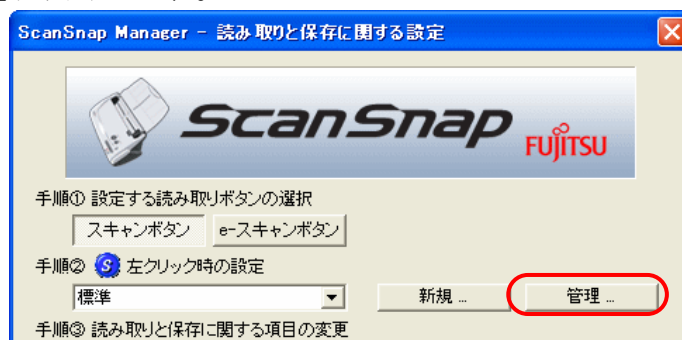 ScanSnap Manager - 読み取りと保存に関する設定
ScanSnap
FUJITSU
手順① 設定する読み取りボタンの選択
スキャンボタン e-スキャンボタン
手順② S 左クリック時の設定
標準 新規 ... 管理 ...
手順③ 読み取りと保存に関する項目の変更